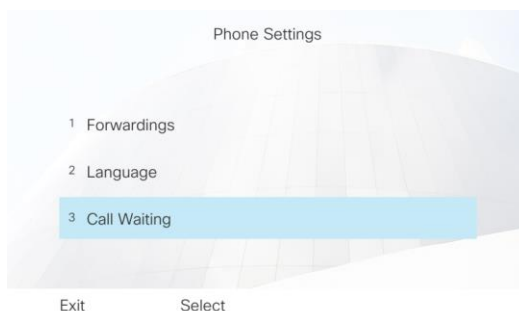 Phone Settings
1 Forwardings
2 Language
3 Call Waiting
Exit Select